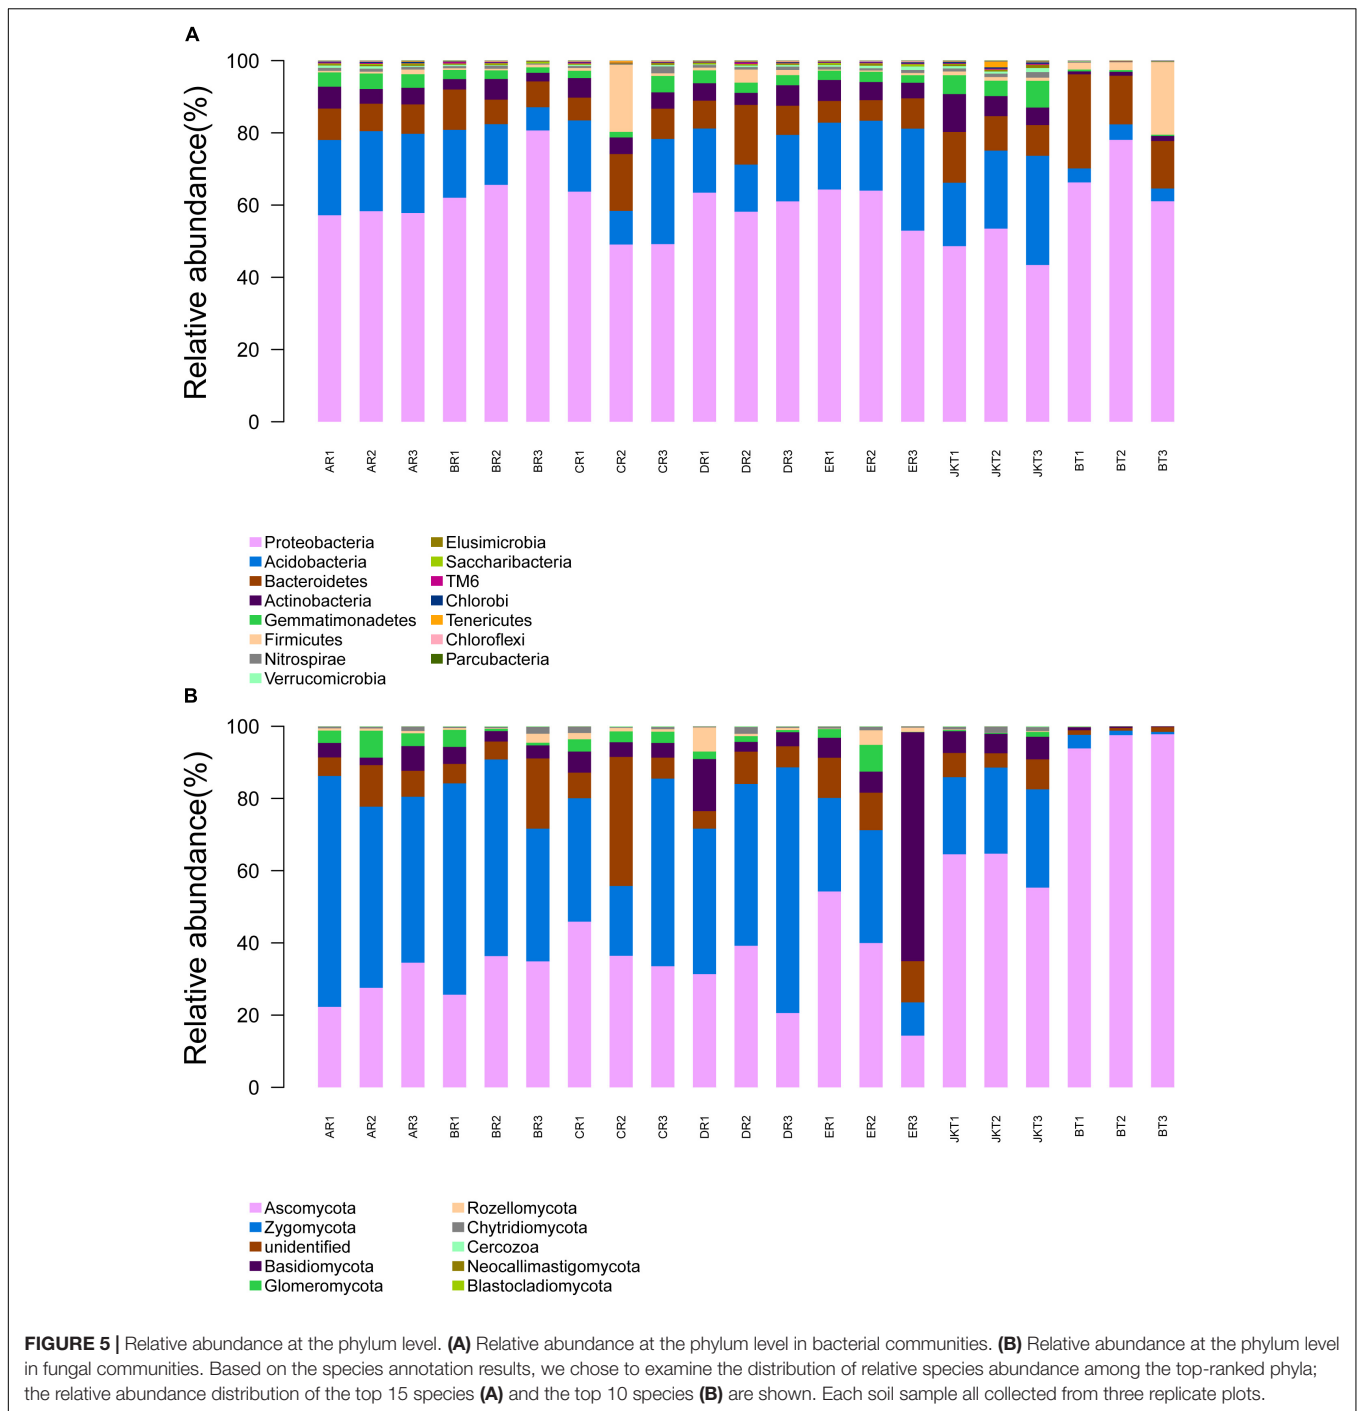 A
Relative abundance(%)
100
80
60
40
20
0
AR1 AR2 AR3 BR1 BR2 BR3 CR1 CR2 CR3 DR1 DR2 DR3 ER1 ER2 ER3 JKT1 JKT2 JKT3 BT1 BT2 BT3
Proteobacteria
Acidobacteria
Bacteroidetes
Actinobacteria
Gemmatimonadetes
Firmicutes
Nitrospirae
Verrucomicrobia
Elusimicrobia
Saccharibacteria
TM6
Chlorobi
Tenericutes
Chloroflexi
Parcubacteria
B
Relative abundance(%)
100
80
60
40
20
0
AR1 AR2 AR3 BR1 BR2 BR3 CR1 CR2 CR3 DR1 DR2 DR3 ER1 ER2 ER3 JKT1 JKT2 JKT3 BT1 BT2 BT3
Ascomycota
Zygomycota
unidentified
Basidiomycota
Glomeromycota
Rozellomycota
Chytridiomycota
Cercozoa
Neocallimastigomycota
Blastocladiomycota
FIGURE 5 | Relative abundance at the phylum level. (A) Relative abundance at the phylum level in bacterial communities. (B) Relative abundance at the phylum level
in fungal communities. Based on the species annotation results, we chose to examine the distribution of relative species abundance among the top-ranked phyla;
the relative abundance distribution of the top 15 species (A) and the top 10 species (B) are shown. Each soil sample all collected from three replicate plots.